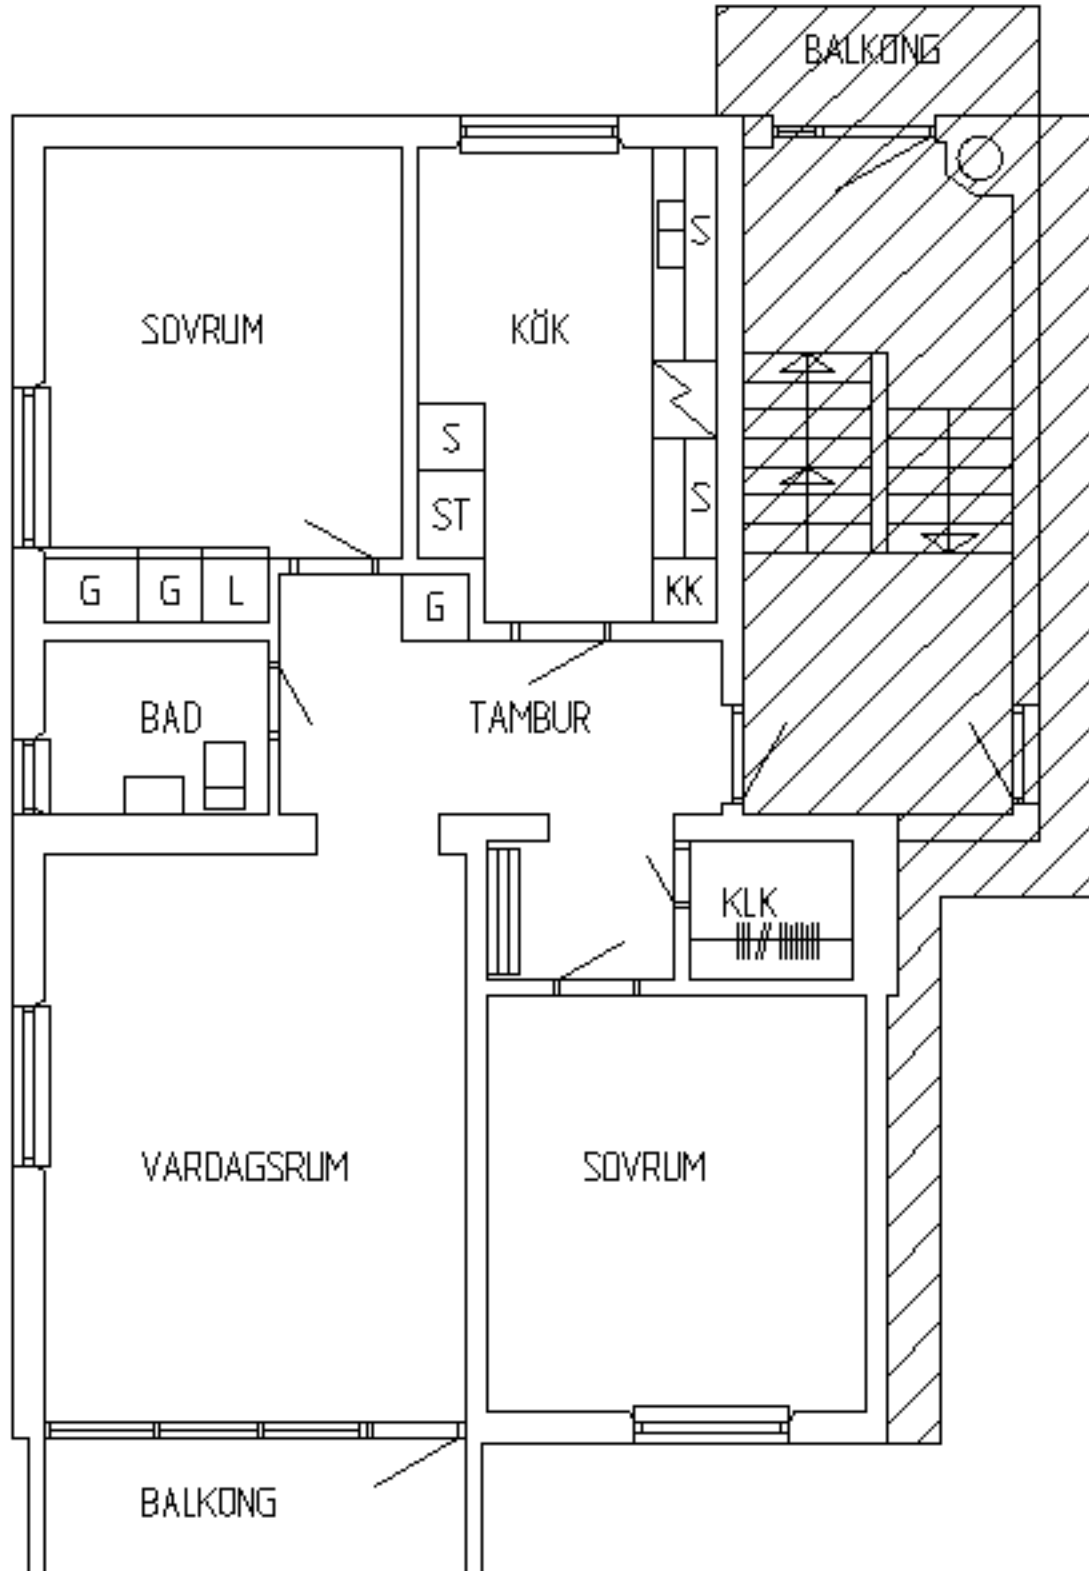 BALKONG
S
SOVRUM
KÖK
S
ST
S
G
G
L
G
KK
BAD
TAMBUR
KLK
VARDAGSRUM
SOVRUM
BALKONG